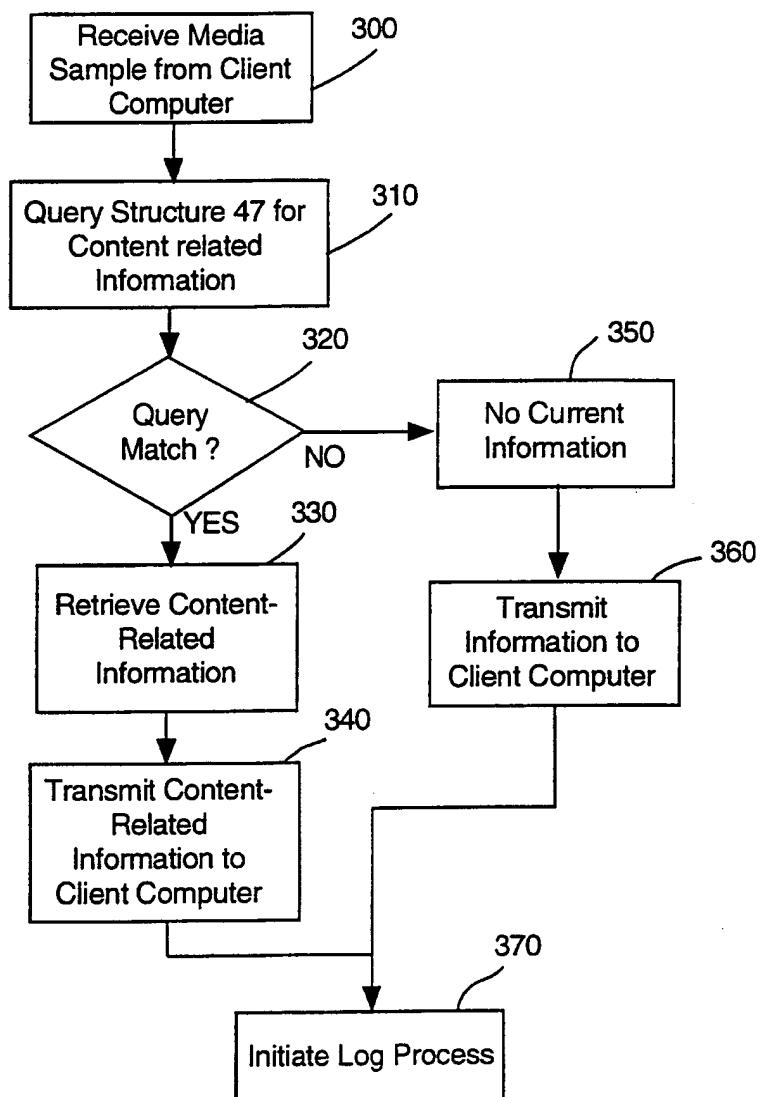 Receive Media
Sample from Client
Computer
300
Query Structure 47 for
Content related
Information
310
Query
Match ?
320
NO
YES
No Current
Information
350
Retrieve Content-
Related
Information
330
Transmit
Information to
Client Computer
360
Transmit Content-
Related
Information to
Client Computer
340
Initiate Log Process
370